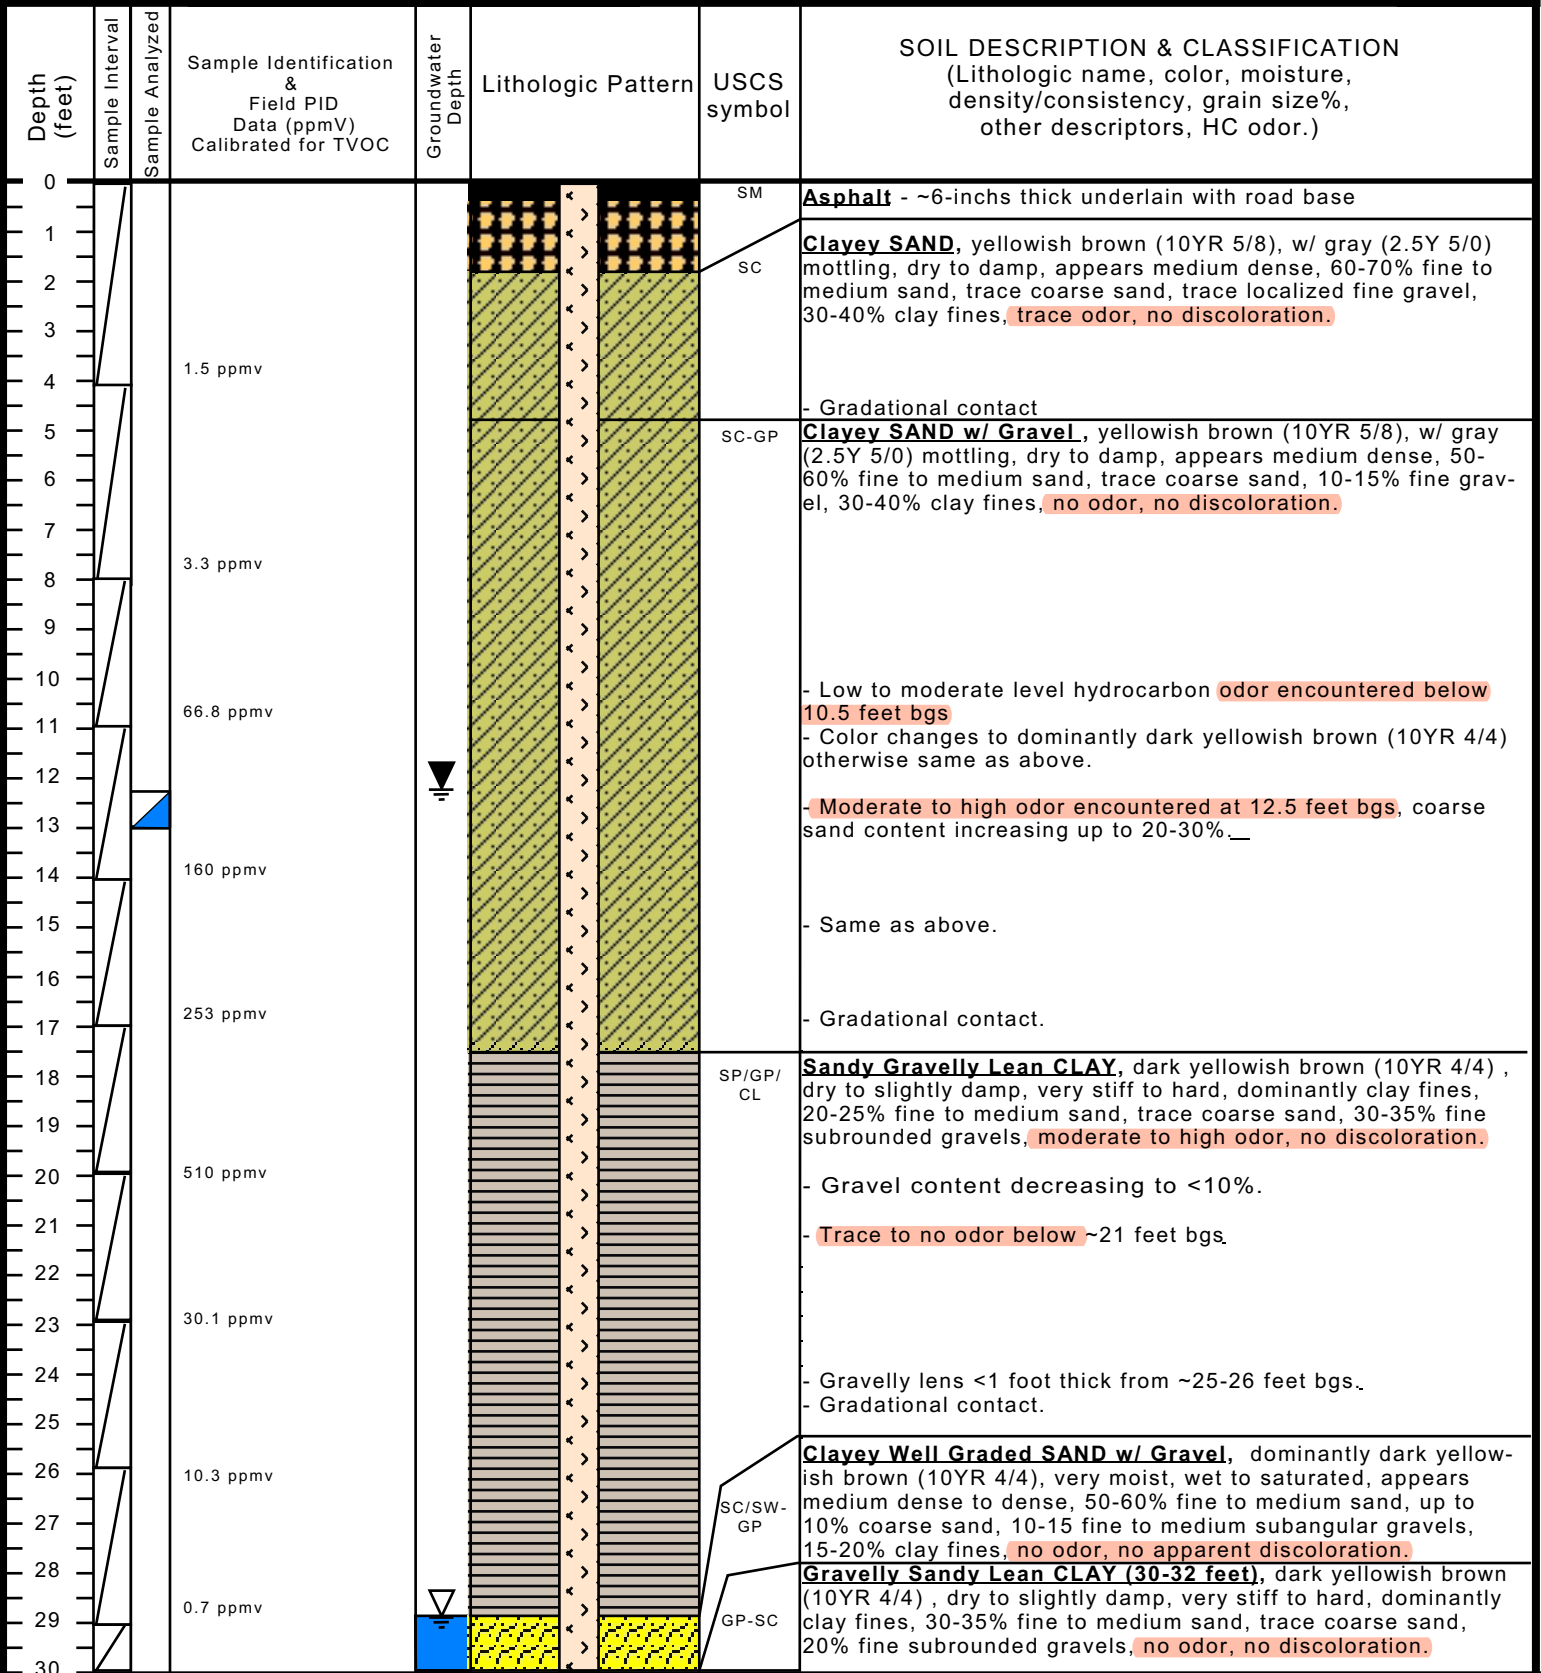 Depth
(feet)
Sample Interval
Sample Analyzed
Sample Identification
&
Field PID
Data (ppmV)
Calibrated for TVOC
Groundwater
Depth
Lithologic Pattern
USCS
symbol
SOIL DESCRIPTION & CLASSIFICATION
(Lithologic name, color, moisture,
density/consistency, grain size%,
other descriptors, HC odor.)
0
1
2
3
4
5
6
7
8
9
10
11
12
13
14
15
16
17
18
19
20
21
22
23
24
25
26
27
28
29
30
1.5 ppmv
3.3 ppmv
66.8 ppmv
160 ppmv
253 ppmv
510 ppmv
30.1 ppmv
10.3 ppmv
0.7 ppmv
SM
SC
SC-GP
SP/GP/
CL
SC/SW-
GP
GP-SC
Asphalt - ~6-inchs thick underlain with road base
Clayey SAND, yellowish brown (10YR 5/8), w/ gray (2.5Y 5/0)
mottling, dry to damp, appears medium dense, 60-70% fine to
medium sand, trace coarse sand, trace localized fine gravel,
30-40% clay fines, trace odor, no discoloration.
- Gradational contact
Clayey SAND w/ Gravel , yellowish brown (10YR 5/8), w/ gray
(2.5Y 5/0) mottling, dry to damp, appears medium dense, 50-
60% fine to medium sand, trace coarse sand, 10-15% fine grav-
el, 30-40% clay fines, no odor, no discoloration.
- Low to moderate level hydrocarbon odor encountered below
10.5 feet bgs
- Color changes to dominantly dark yellowish brown (10YR 4/4)
otherwise same as above.
- Moderate to high odor encountered at 12.5 feet bgs, coarse
sand content increasing up to 20-30%.
- Same as above.
- Gradational contact.
Sandy Gravelly Lean CLAY, dark yellowish brown (10YR 4/4) ,
dry to slightly damp, very stiff to hard, dominantly clay fines,
20-25% fine to medium sand, trace coarse sand, 30-35% fine
subrounded gravels, moderate to high odor, no discoloration.
- Gravel content decreasing to <10%.
- Trace to no odor below ~21 feet bgs.
- Gravelly lens <1 foot thick from ~25-26 feet bgs.
- Gradational contact.
Clayey Well Graded SAND w/ Gravel, dominantly dark yellow-
ish brown (10YR 4/4), very moist, wet to saturated, appears
medium dense to dense, 50-60% fine to medium sand, up to
10% coarse sand, 10-15 fine to medium subangular gravels,
15-20% clay fines, no odor, no apparent discoloration.
Gravelly Sandy Lean CLAY (30-32 feet), dark yellowish brown
(10YR 4/4) , dry to slightly damp, very stiff to hard, dominantly
clay fines, 30-35% fine to medium sand, trace coarse sand,
20% fine subrounded gravels, no odor, no discoloration.